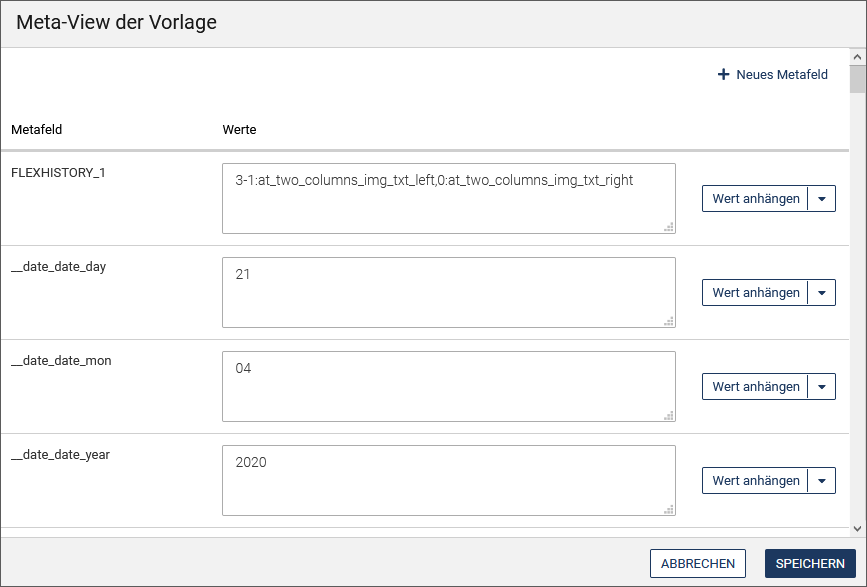 Meta-View der Vorlage
+ Neues Metafeld
Metafeld Werte
FLEXHISTORY_1 3-1:at_two_columns_img_txt_left,0:at_two_columns_img_txt_right Wert anhängen
__date_date_day 21 Wert anhängen
__date_date_mon 04 Wert anhängen
__date_date_year 2020 Wert anhängen
ABBRECHEN SPEICHERN